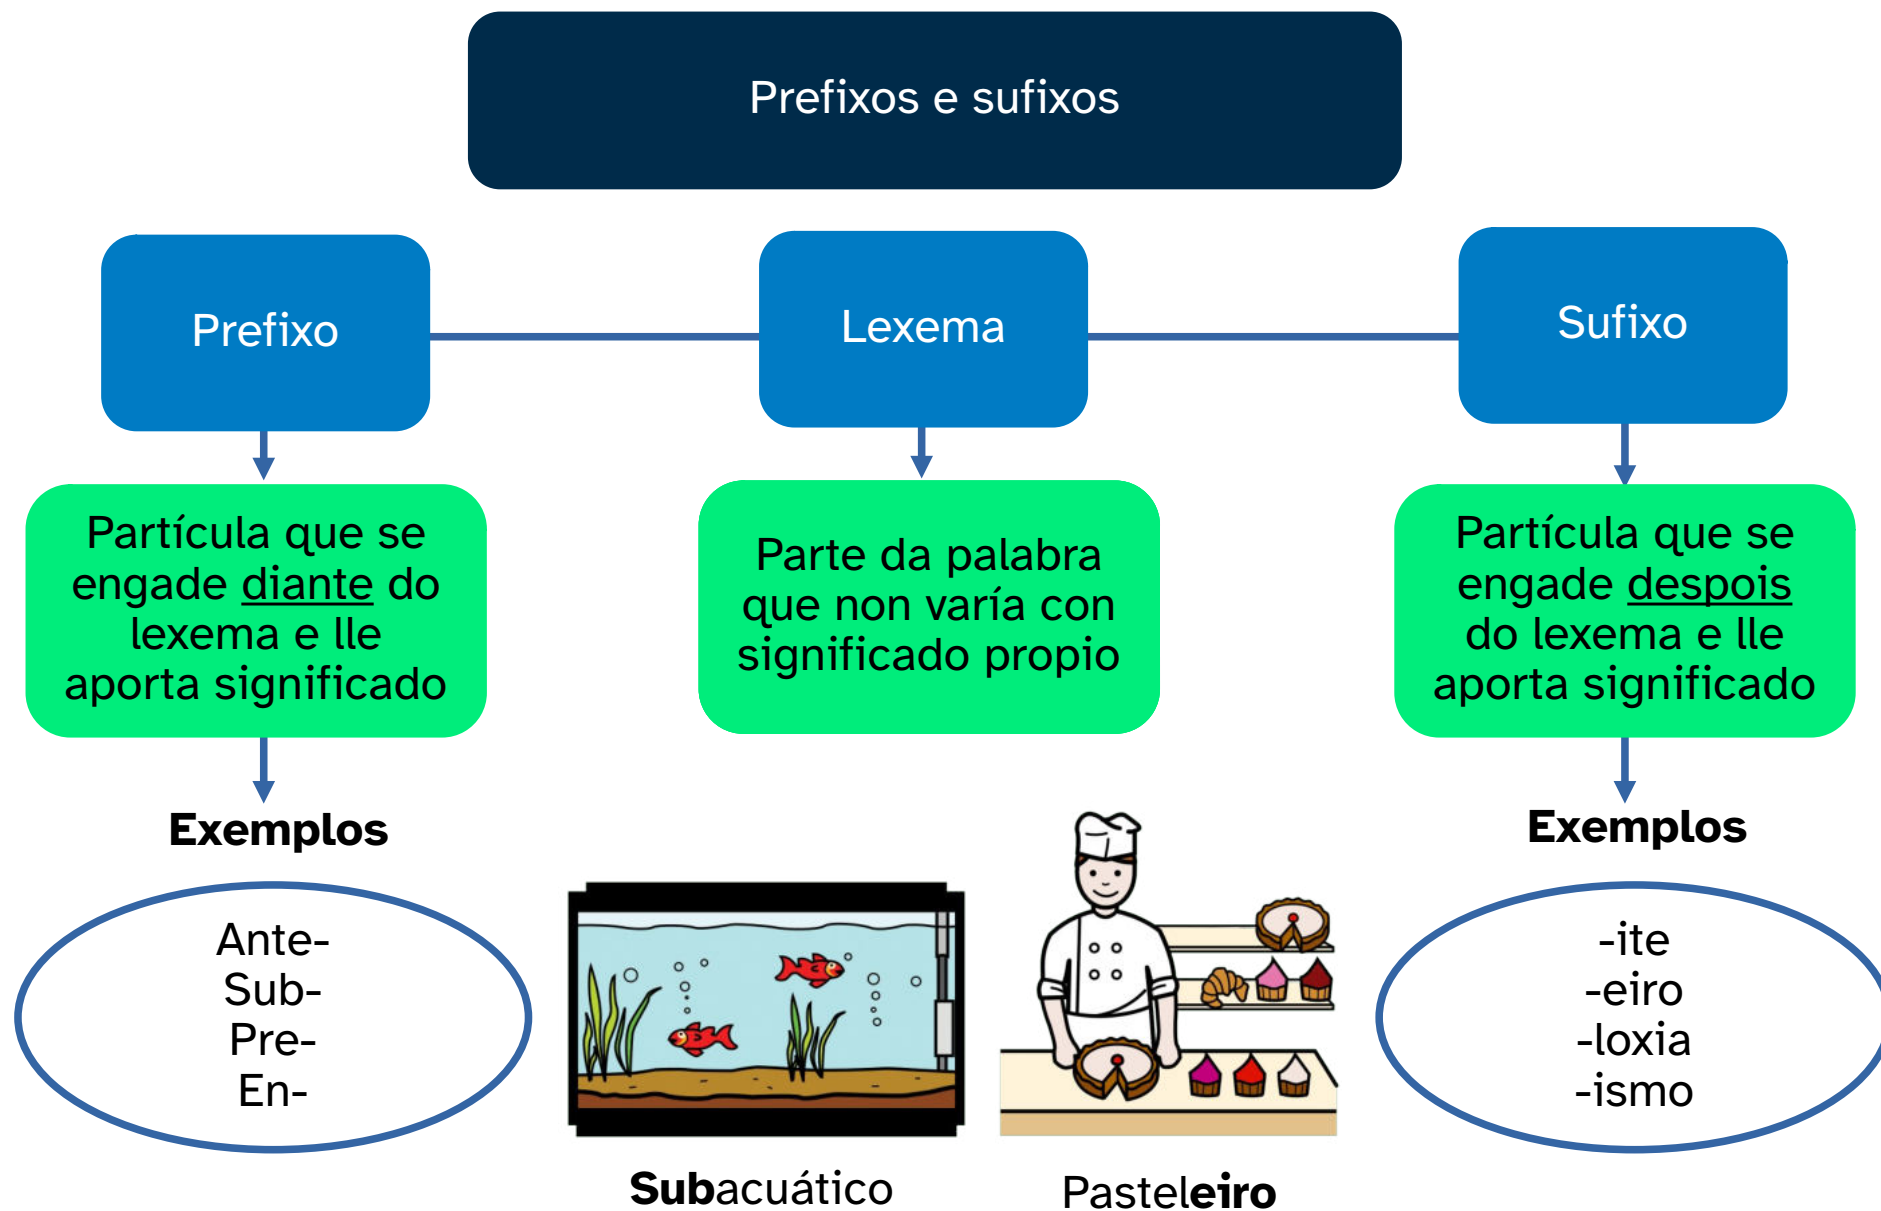 Prefixos e sufixos
Prefixo
Lexema
Sufixo
Partícula que se
engade diante do
lexema e lle
aporta significado
Parte da palabra
que non varía con
significado propio
Partícula que se
engade despois
do lexema e lle
aporta significado
Exemplos
Ante-
Sub-
Pre-
En-
Subacuático
Pasteleiro
Exemplos
-ite
-eiro
-loxia
-ismo